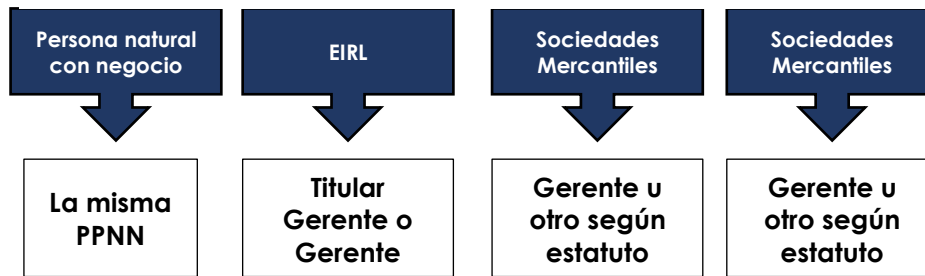 Persona natural
con negocio
EIRL
Sociedades
Mercantiles
Sociedades
Mercantiles
La misma
PPNN
Titular
Gerente o
Gerente
Gerente u
otro según
estatuto
Gerente u
otro según
estatuto